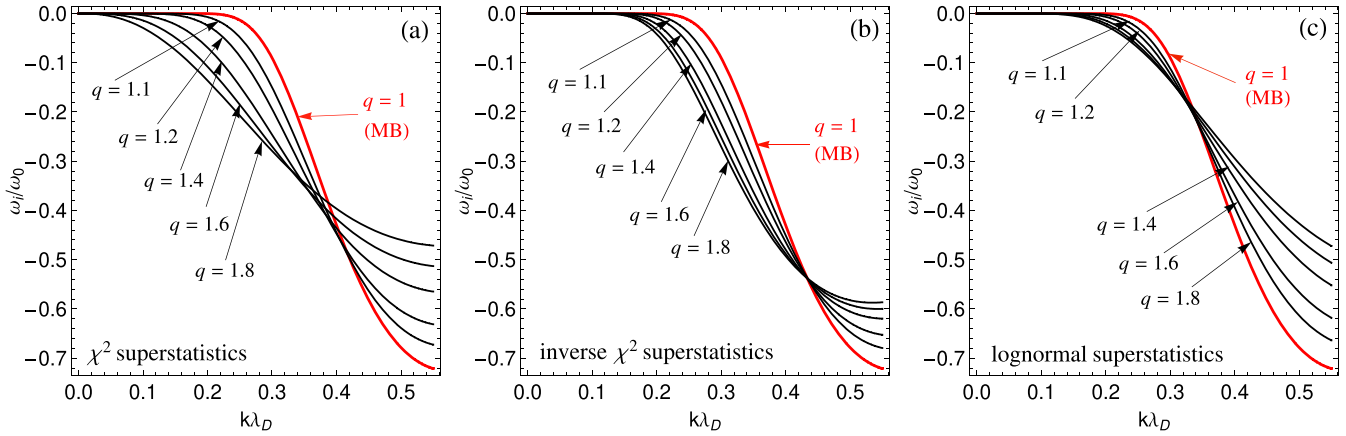 (a)
0.0
−0.1
−0.2
−0.3
−0.4
−0.5
−0.6
−0.7
ωi/ω0
q = 1.1
q = 1.2
q = 1.4
q = 1.6
q = 1.8
q = 1
(MB)
χ² superstatistics
0.0 0.1 0.2 0.3 0.4 0.5
kλD
(b)
0.0
−0.1
−0.2
−0.3
−0.4
−0.5
−0.6
−0.7
ωi/ω0
q = 1.1
q = 1.2
q = 1.4
q = 1.6
q = 1.8
q = 1
(MB)
inverse χ² superstatistics
0.0 0.1 0.2 0.3 0.4 0.5
kλD
(c)
0.0
−0.1
−0.2
−0.3
−0.4
−0.5
−0.6
−0.7
ωi/ω0
q = 1.1
q = 1.2
q = 1
(MB)
q = 1.4
q = 1.6
q = 1.8
lognormal superstatistics
0.0 0.1 0.2 0.3 0.4 0.5
kλD